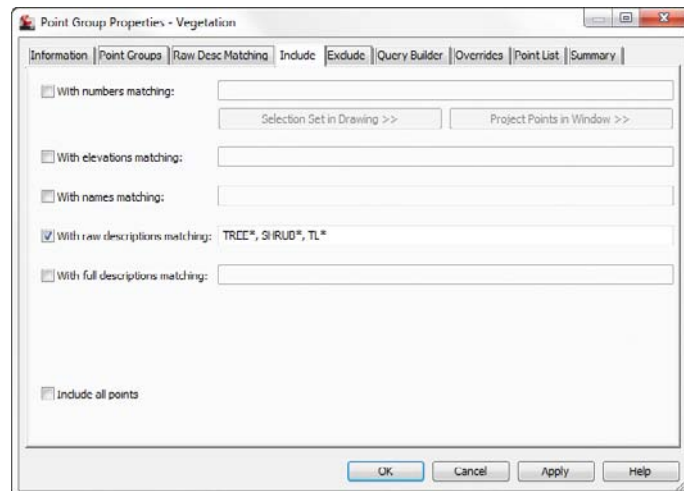 Point Group Properties - Vegetation
Information Point Groups Raw Desc Matching Include Exclude Query Builder Overrides Point List Summary
With numbers matching:
Selection Set in Drawing >> Project Points in Window >>
With elevations matching:
With names matching:
With raw descriptions matching: TREE*, SHRUB*, TL*
With full descriptions matching:
Include all points
OK Cancel Apply Help